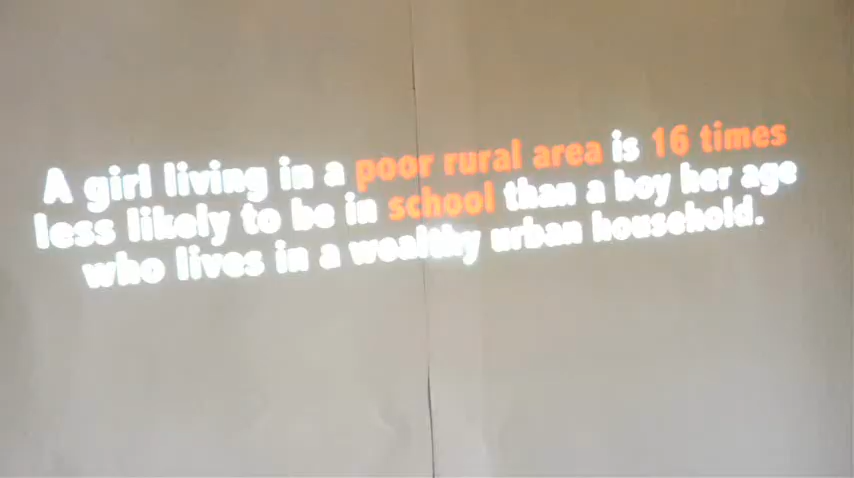 A girl living in a poor rural area is 16 times
less likely to be in school than a boy her age
who lives in a wealthy urban household.